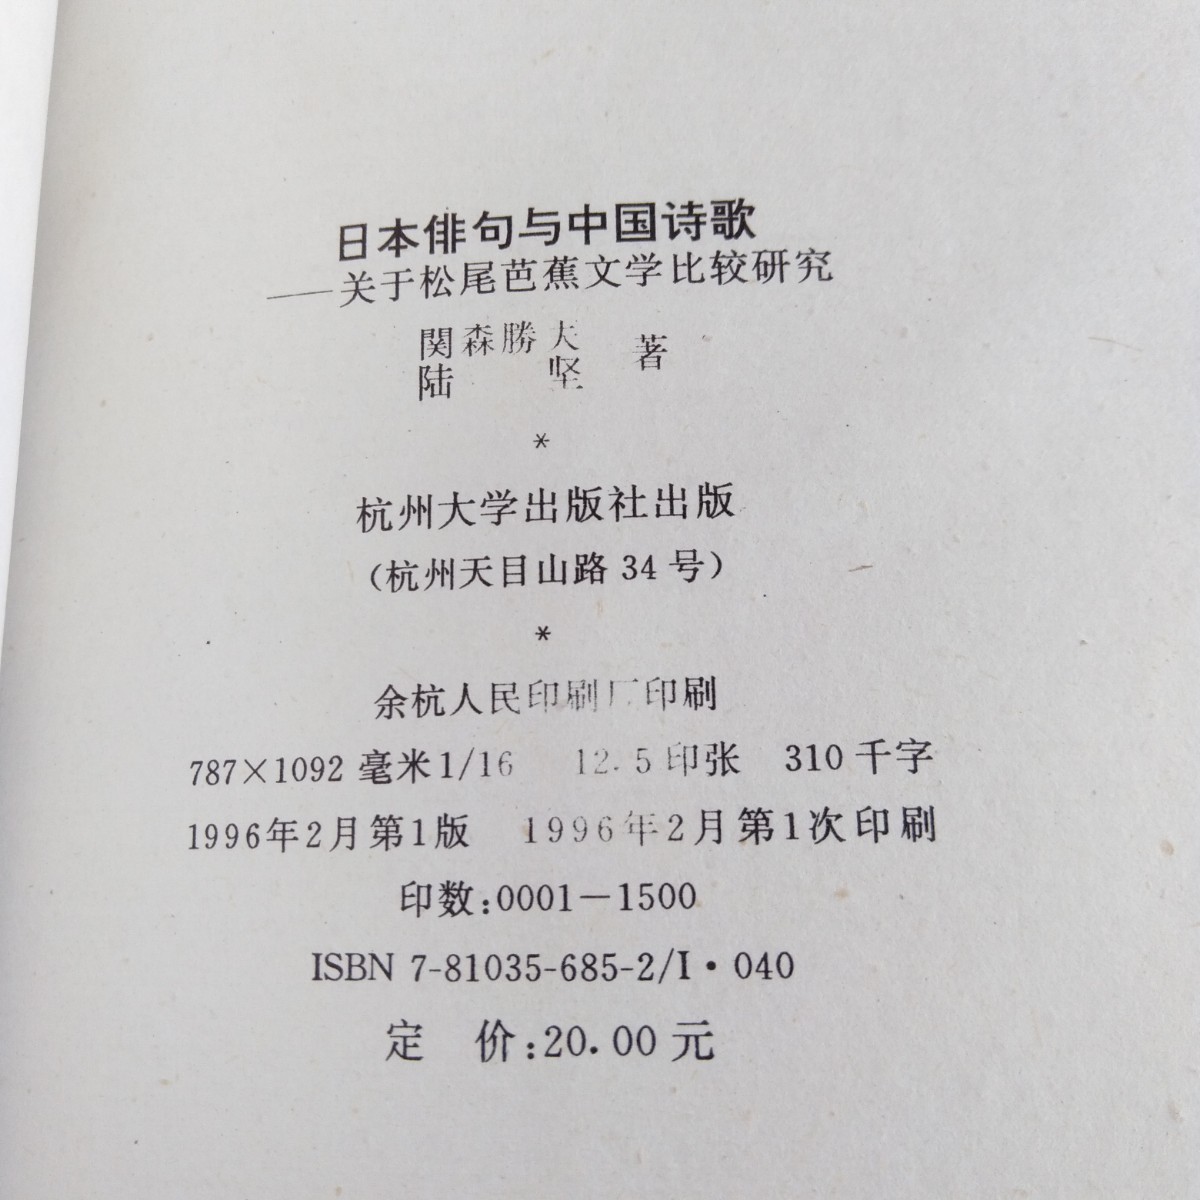 日本俳句与中国诗歌
——关于松尾芭蕉文学比较研究
関森勝夫 著
陆 坚
*
杭州大学出版社出版
(杭州天目山路34号)
*
余杭人民印刷厂印刷
787×1092毫米1/16 12.5印张 310千字
1996年2月第1版 1996年2月第1次印刷
印数:0001—1500
ISBN 7-81035-685-2/I·040
定 价:20.00元